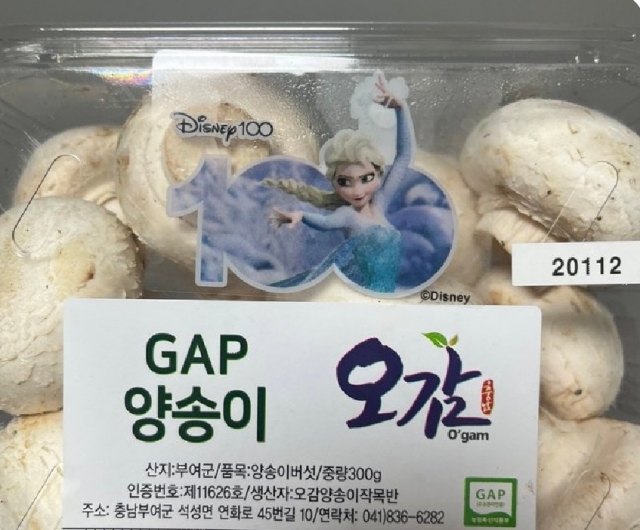 Disney100
100
©Disney
20112
GAP
양송이
오감
O'gam
산지:부여군/품목:양송이버섯/중량300g
인증번호:제11626호/생산자:오감양송이작목반
주소: 충남부여군 석성면 연화로 45번길 10/연락처: 041)836-6282
GAP